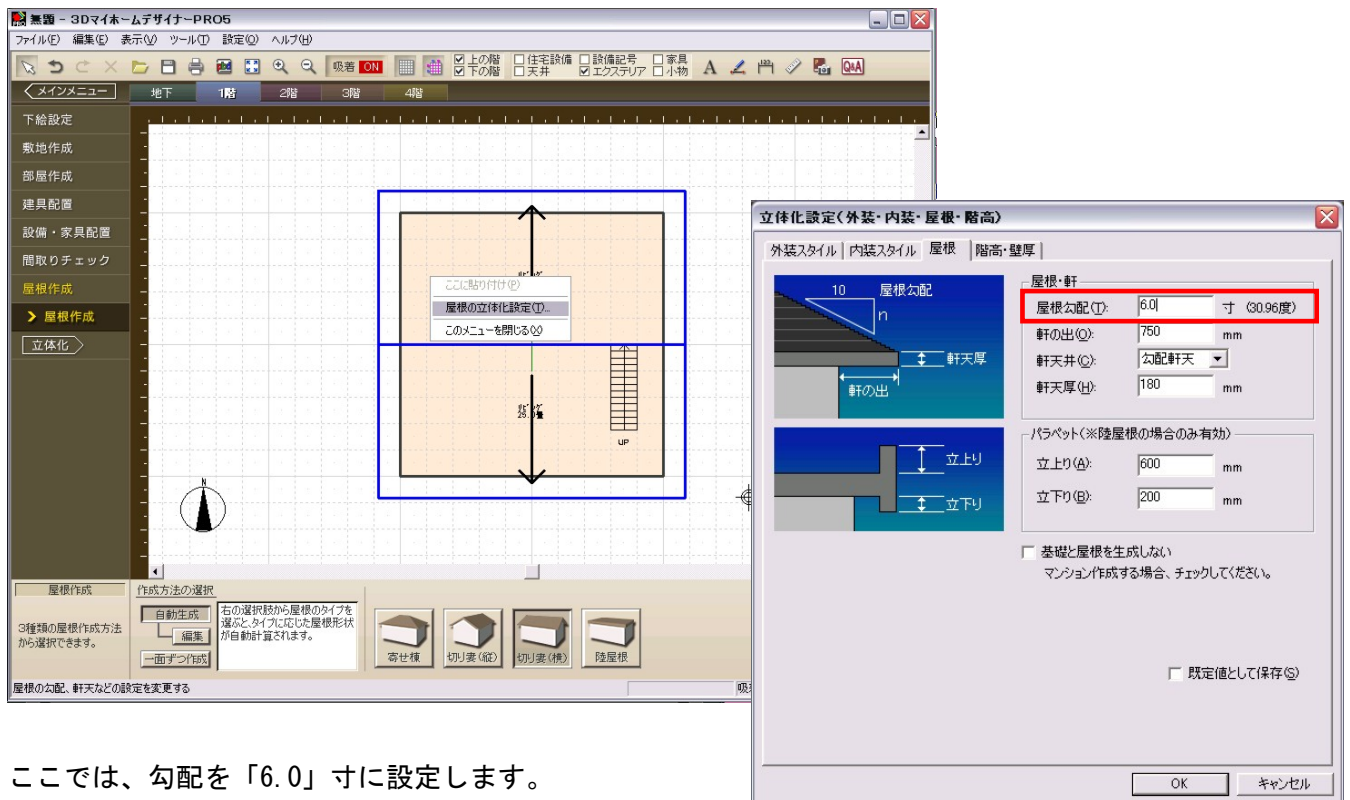 無題 - 3DマイホームデザイナーPRO5
ファイル(F) 編集(E) 表示(V) ツール(T) 設定(O) ヘルプ(H)
吸着 ON 上の階 下の階 住宅設備 天井 設備記号 エクステリア 家具 小物 A Q&A
メインメニュー 地下 1階 2階 3階 4階
下絵設定
敷地作成
部屋作成
建具配置
設備・家具配置
間取りチェック
屋根作成
屋根作成
立体化
ここに貼り付け(P)
屋根の立体化設定(T)...
このメニューを閉じる(X)
UP
N
屋根作成
3種類の屋根作成方法
から選択できます。
作成方法の選択
自動生成
編集
一面ずつ作成
右の選択肢から屋根のタイプを
選ぶと、タイプに応じた屋根形状
が自動計算されます。
寄せ棟 切り妻(縦) 切り妻(横) 陸屋根
屋根の勾配、軒天などの設定を変更する
立体化設定(外装・内装・屋根・階高)
外装スタイル 内装スタイル 屋根 階高・壁厚
10 屋根勾配
n
軒天厚
軒の出
立上り
立下り
屋根・軒
屋根勾配(T): 6.0 寸 (30.96度)
軒の出(O): 750 mm
軒天井(C): 勾配軒天
軒天厚(H): 180 mm
パラペット(※陸屋根の場合のみ有効)
立上り(A): 600 mm
立下り(B): 200 mm
基礎と屋根を生成しない
マンション作成する場合、チェックしてください。
既定値として保存(S)
OK キャンセル
ここでは、勾配を「6.0」寸に設定します。